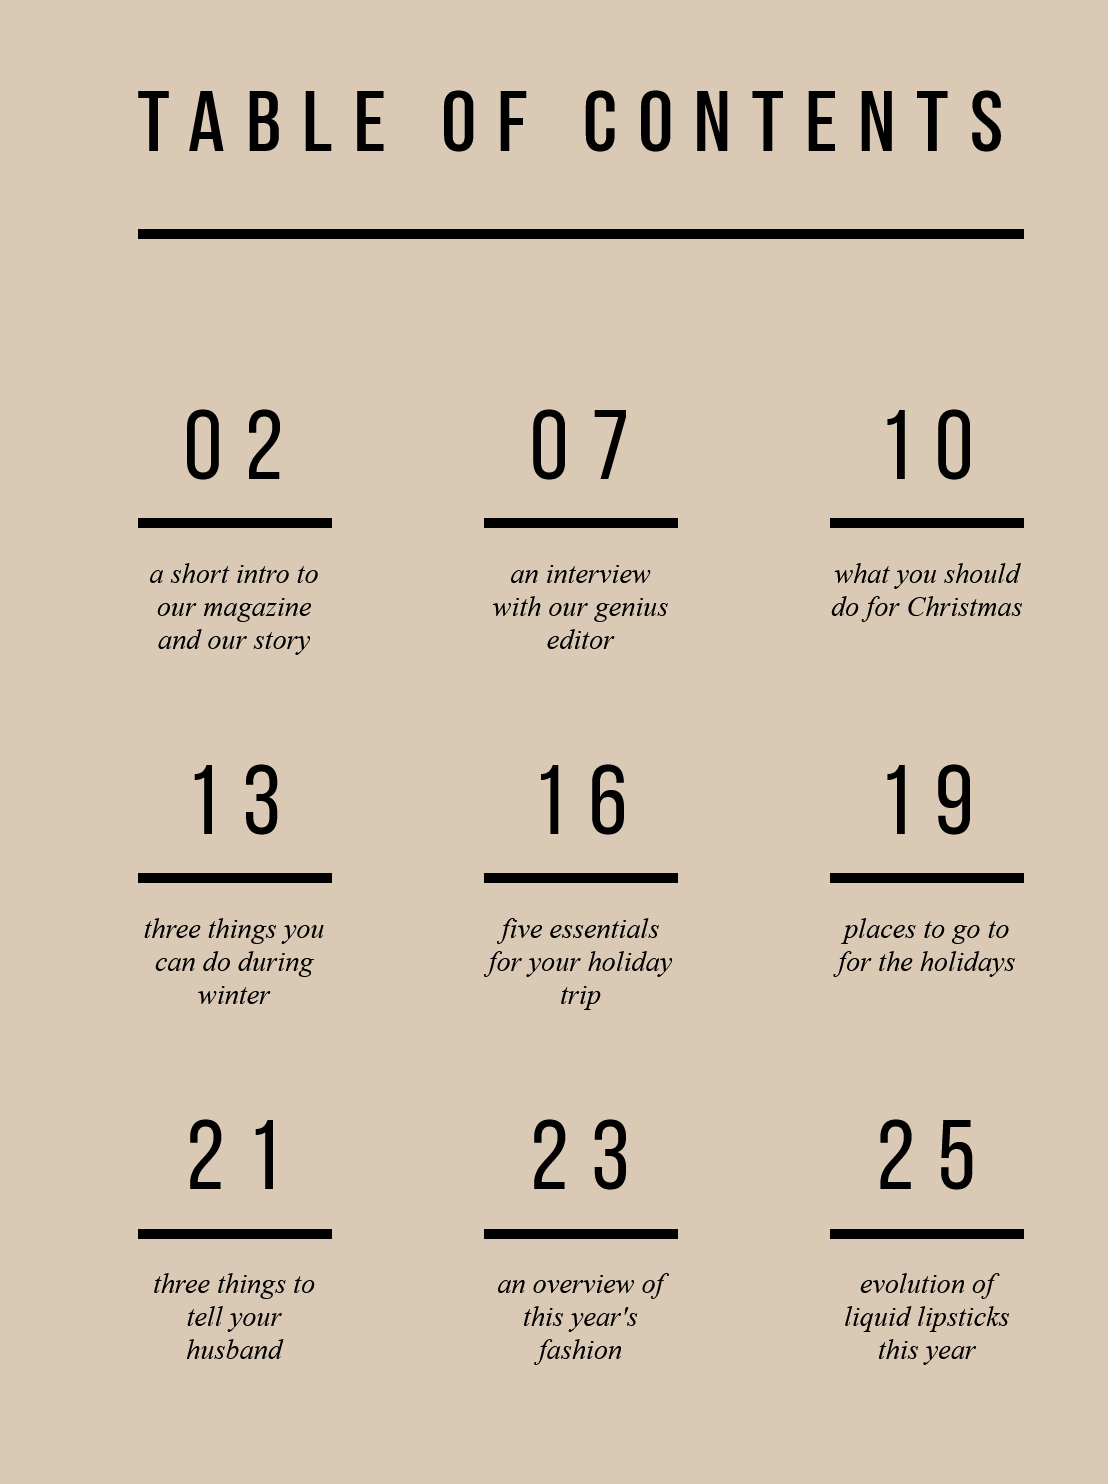 TABLE OF CONTENTS
02
a short intro to
our magazine
and our story
07
an interview
with our genius
editor
10
what you should
do for Christmas
13
three things you
can do during
winter
16
five essentials
for your holiday
trip
19
places to go to
for the holidays
21
three things to
tell your
husband
23
an overview of
this year's
fashion
25
evolution of
liquid lipsticks
this year